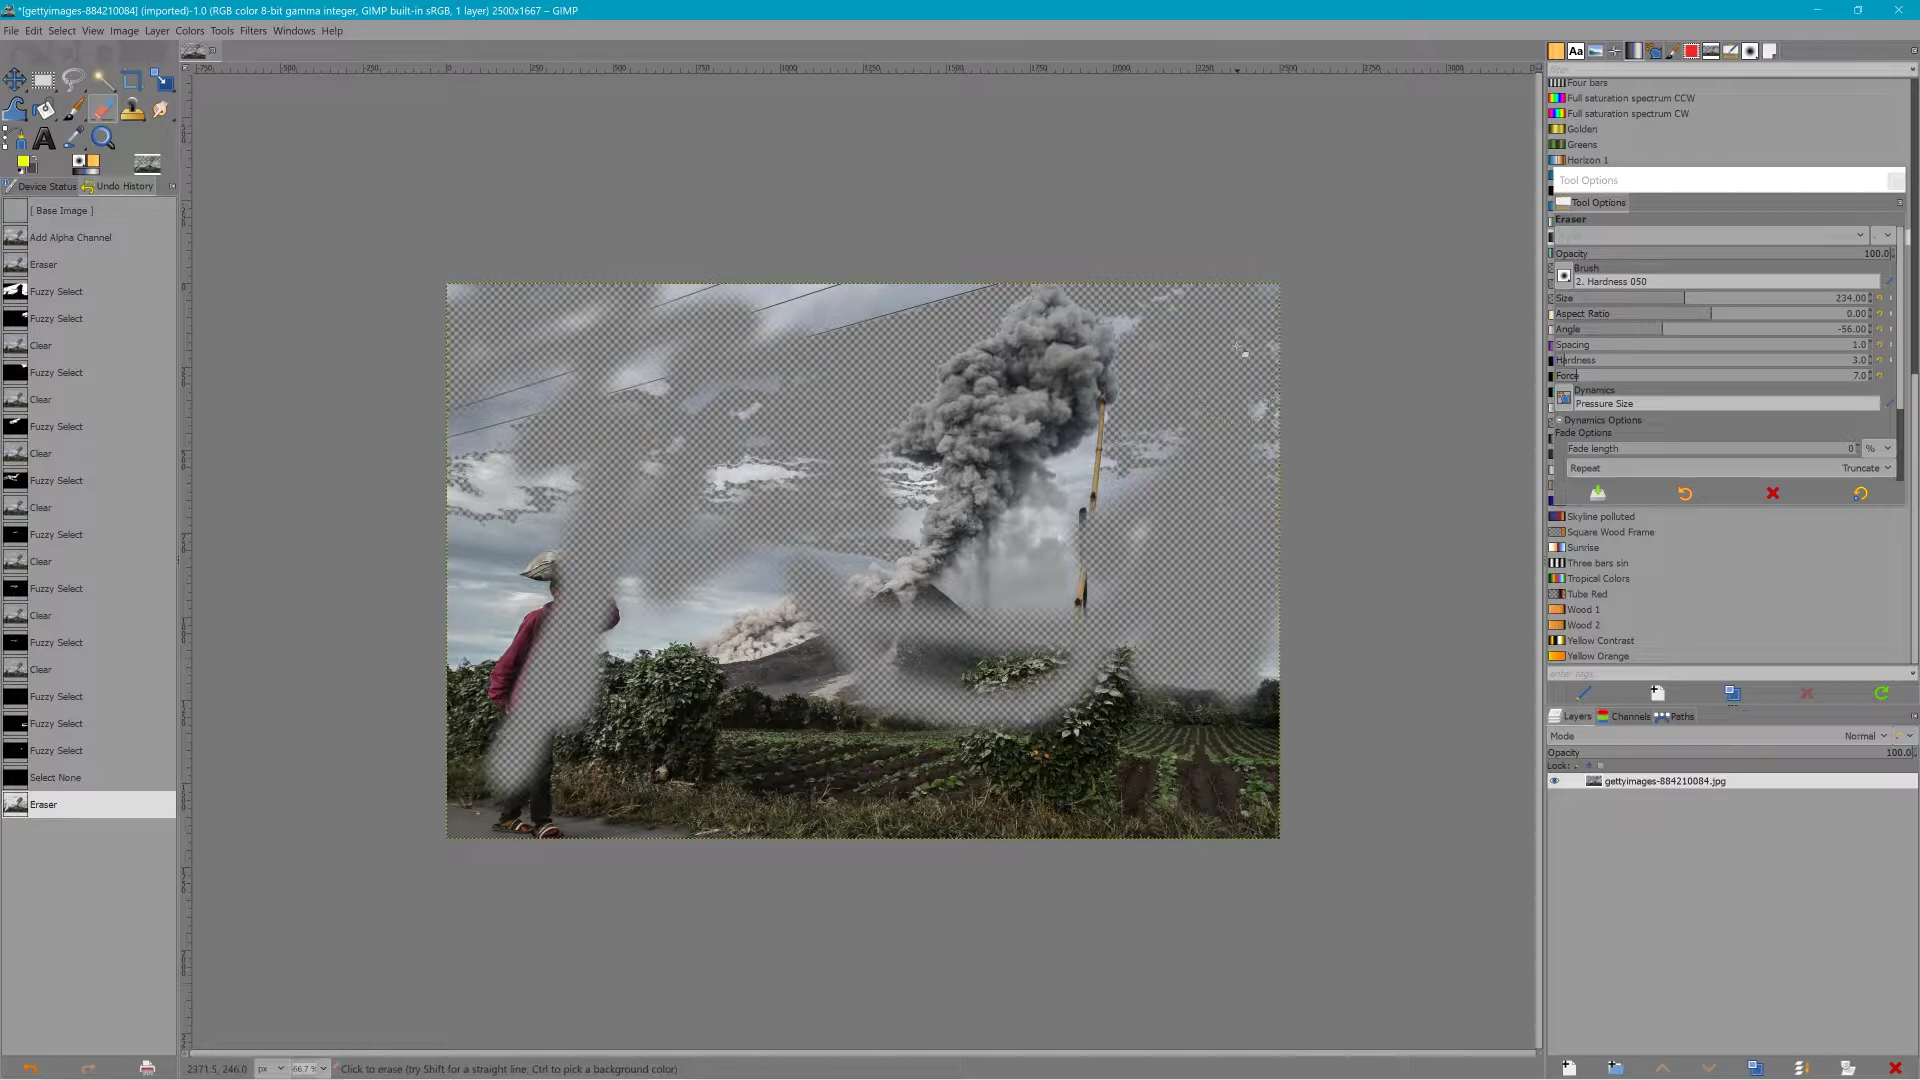 *[gettyimages-884210084] (imported)-1.0 (RGB color 8-bit gamma integer, GIMP built-in sRGB, 1 layer) 2500x1667 – GIMP
File Edit Select View Image Layer Colors Tools Filters Windows Help
Device Status Undo History
[ Base Image ]
Add Alpha Channel
Eraser
Fuzzy Select
Fuzzy Select
Clear
Fuzzy Select
Clear
Fuzzy Select
Clear
Fuzzy Select
Clear
Fuzzy Select
Clear
Fuzzy Select
Clear
Fuzzy Select
Clear
Fuzzy Select
Fuzzy Select
Fuzzy Select
Select None
Eraser
2371.5, 246.0 px 66.7 % Click to erase (try Shift for a straight line, Ctrl to pick a background color)
Aa
filter
Four bars
Full saturation spectrum CCW
Full saturation spectrum CW
Golden
Greens
Horizon 1
Tool Options
Tool Options
Eraser
Opacity 100.0
Brush
2. Hardness 050
Size 234.00
Aspect Ratio 0.00
Angle -56.00
Spacing 1.0
Hardness 3.0
Force 7.0
Dynamics
Pressure Size
Dynamics Options
Fade Options
Fade length 0 %
Repeat Truncate
Skyline polluted
Square Wood Frame
Sunrise
Three bars sin
Tropical Colors
Tube Red
Wood 1
Wood 2
Yellow Contrast
Yellow Orange
enter tags
Layers Channels Paths
Mode Normal
Opacity 100.0
Lock:
gettyimages-884210084.jpg